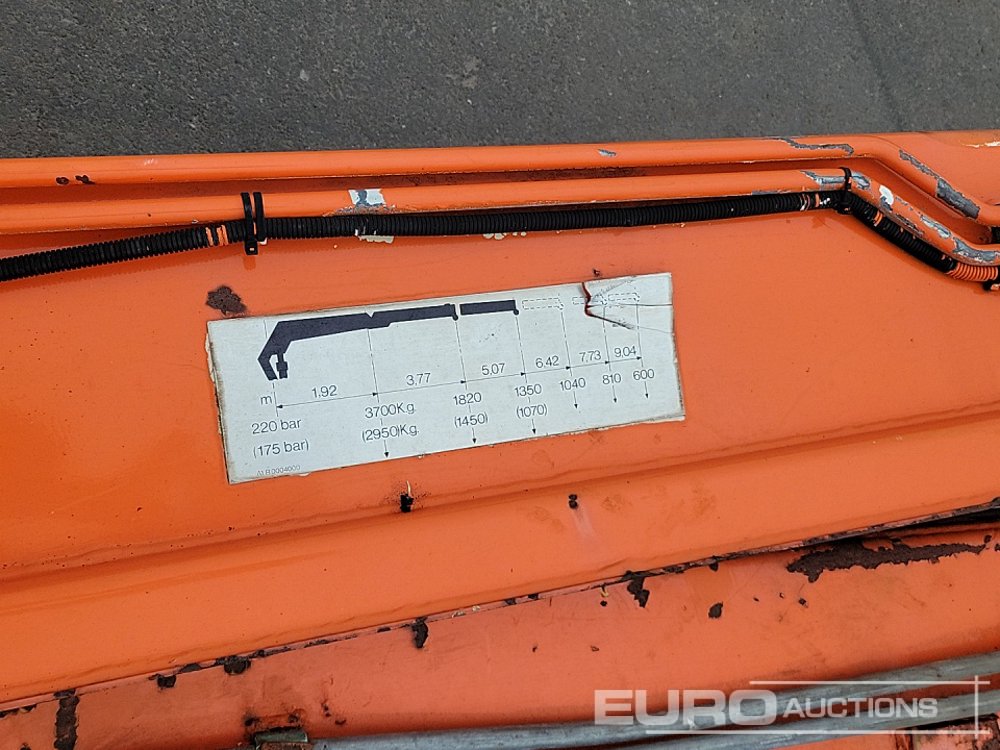 m 1,92 3,77 5,07 6,42 7,73 9,04
220 bar 3700Kg. 1820 1350 1040 810 600
(175 bar) (2950)Kg. (1450) (1070)
ALR0004000
EURO AUCTIONS